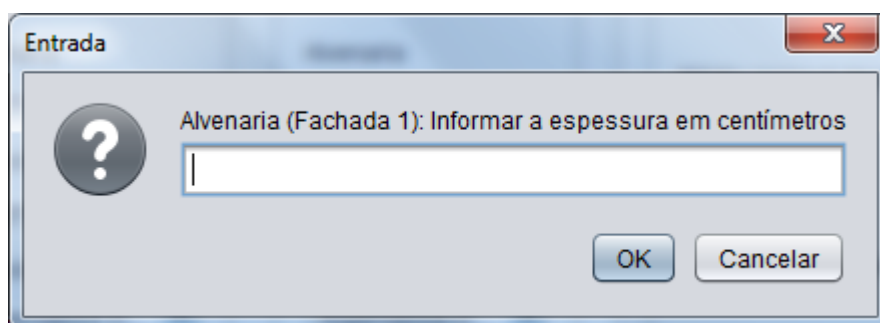 Entrada
Alvenaria (Fachada 1): Informar a espessura em centímetros
OK
Cancelar